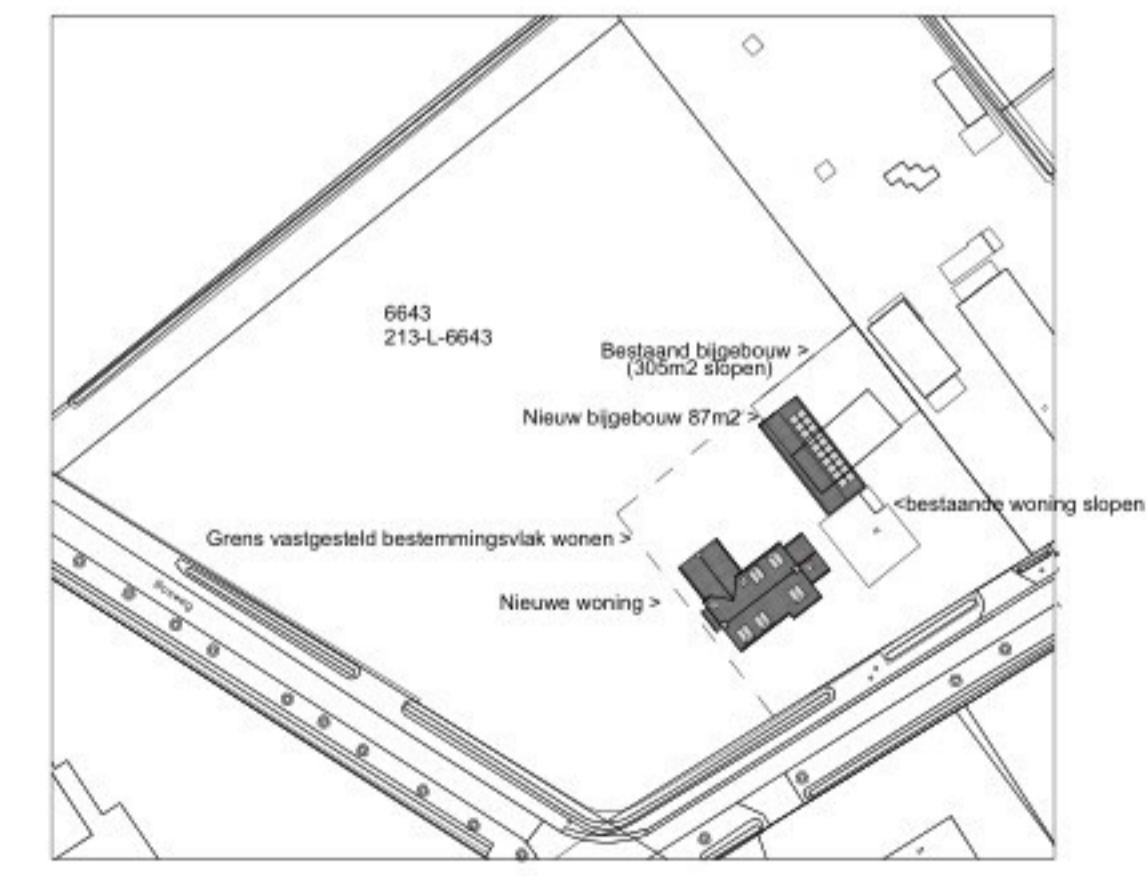 6643
213-L-6643
Bestaand bijgebouw >
(305m2 slopen)
Nieuw bijgebouw 87m2 >
<bestaande woning slopen
Grens vastgesteld bestemmingsvlak wonen >
Nieuwe woning >